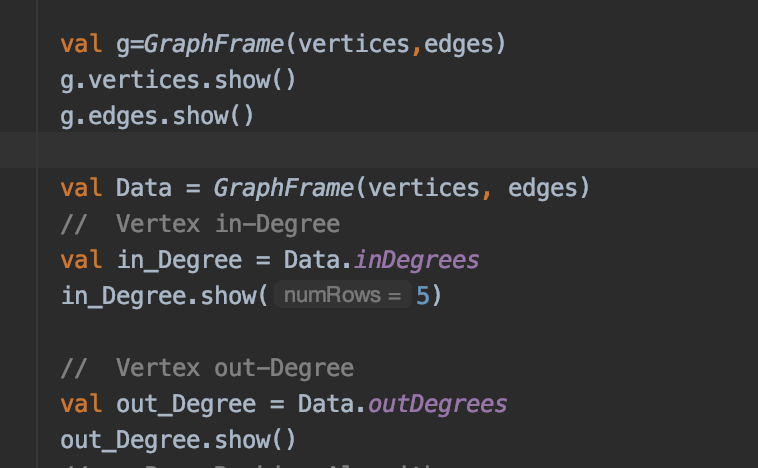 val g=GraphFrame(vertices,edges)
g.vertices.show()
g.edges.show()
val Data = GraphFrame(vertices, edges)
//  Vertex in-Degree
val in_Degree = Data.inDegrees
in_Degree.show( numRows = 5)
//  Vertex out-Degree
val out_Degree = Data.outDegrees
out_Degree.show()